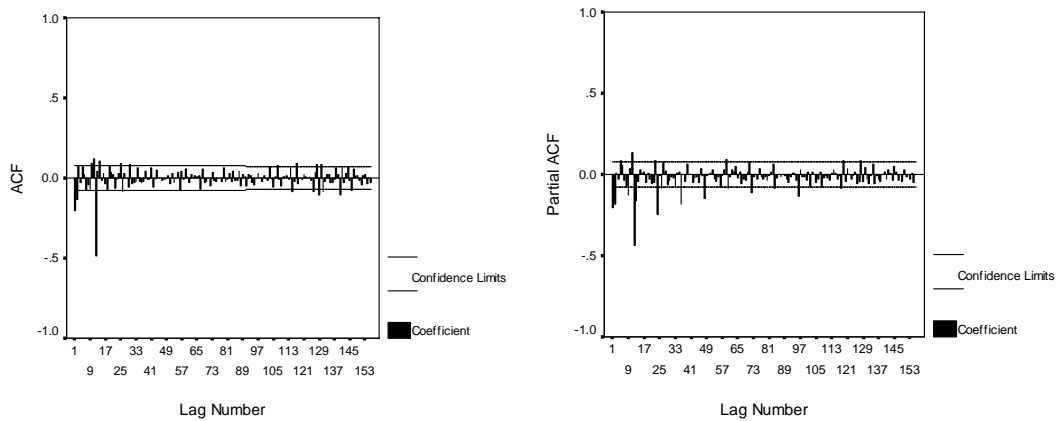 1.0
.5
0.0
-.5
-1.0
ACF
1 17 33 49 65 81 97 113 129 145
9 25 41 57 73 89 105 121 137 153
Lag Number
Confidence Limits
Coefficient
1.0
.5
0.0
-.5
-1.0
Partial ACF
1 17 33 49 65 81 97 113 129 145
9 25 41 57 73 89 105 121 137 153
Lag Number
Confidence Limits
Coefficient